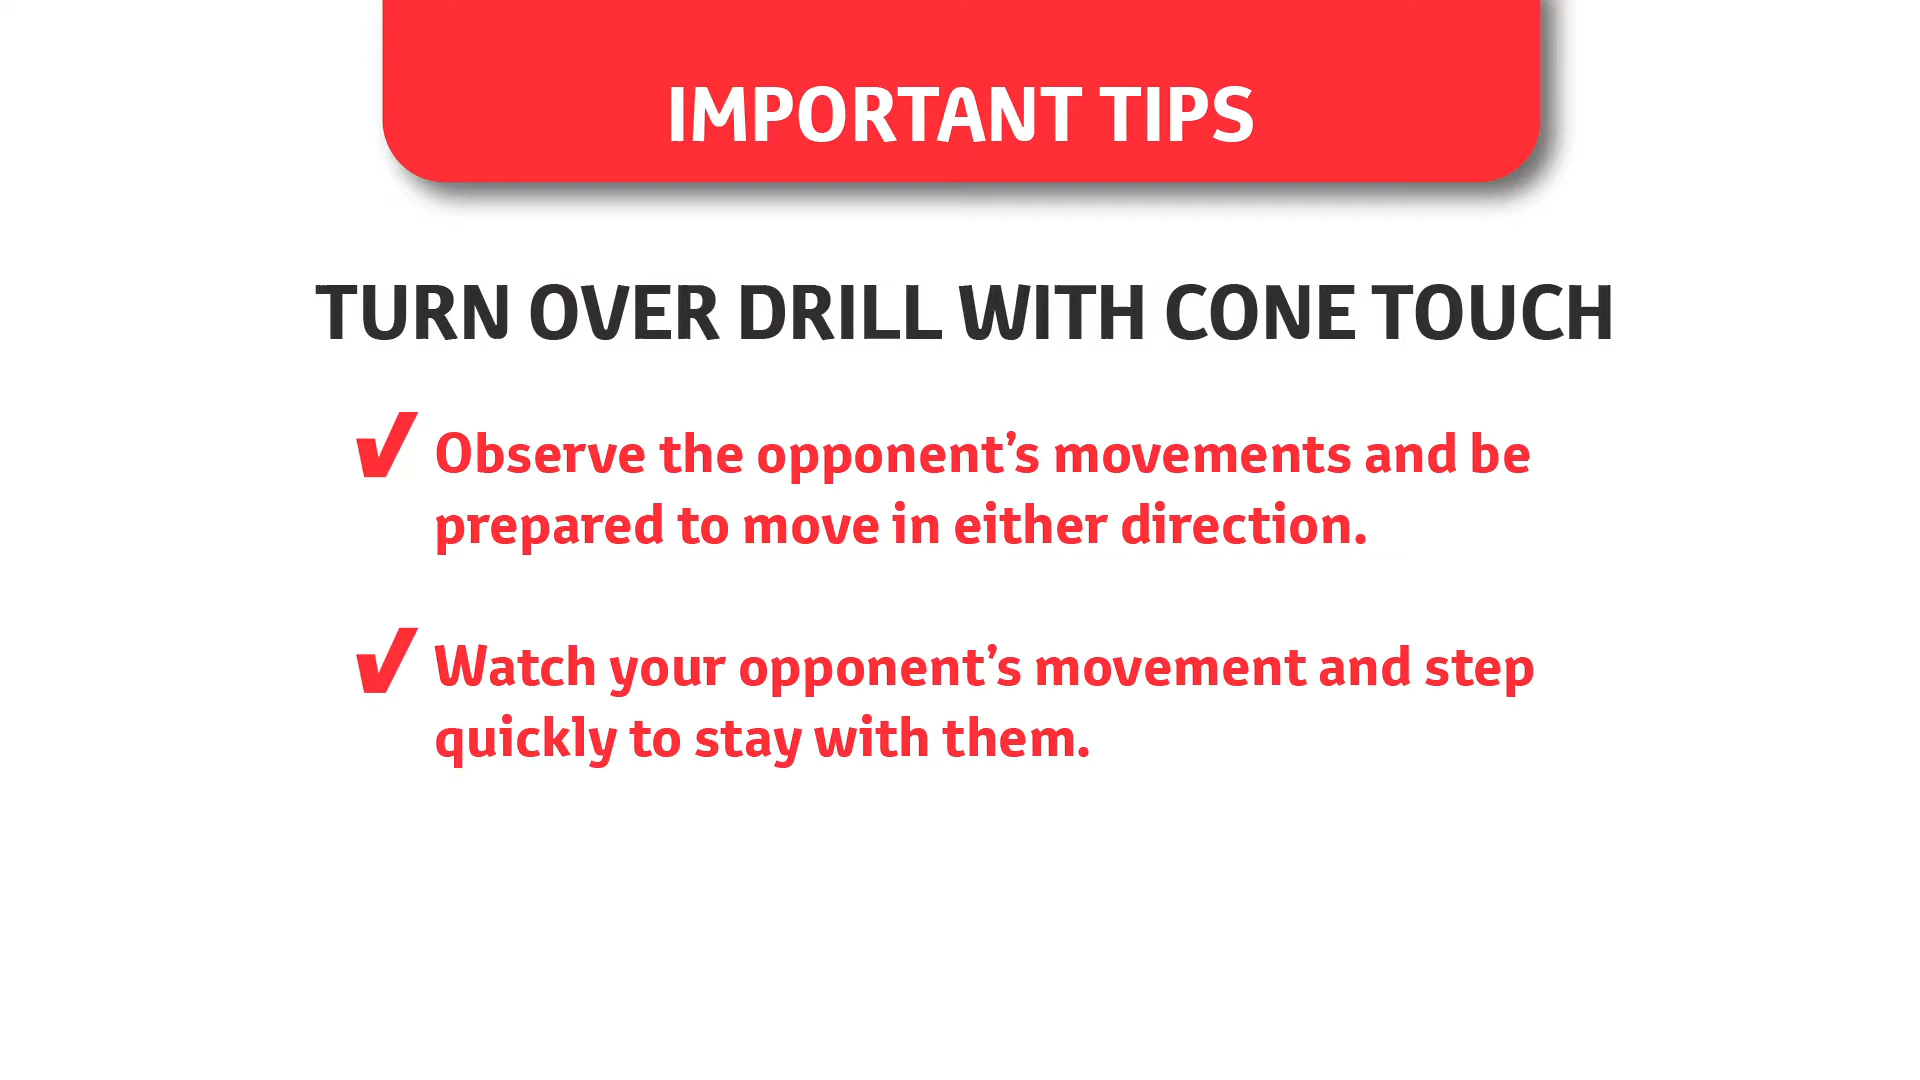 IMPORTANT TIPS
TURN OVER DRILL WITH CONE TOUCH
✔ Observe the opponent’s movements and be
prepared to move in either direction.
✔ Watch your opponent’s movement and step
quickly to stay with them.